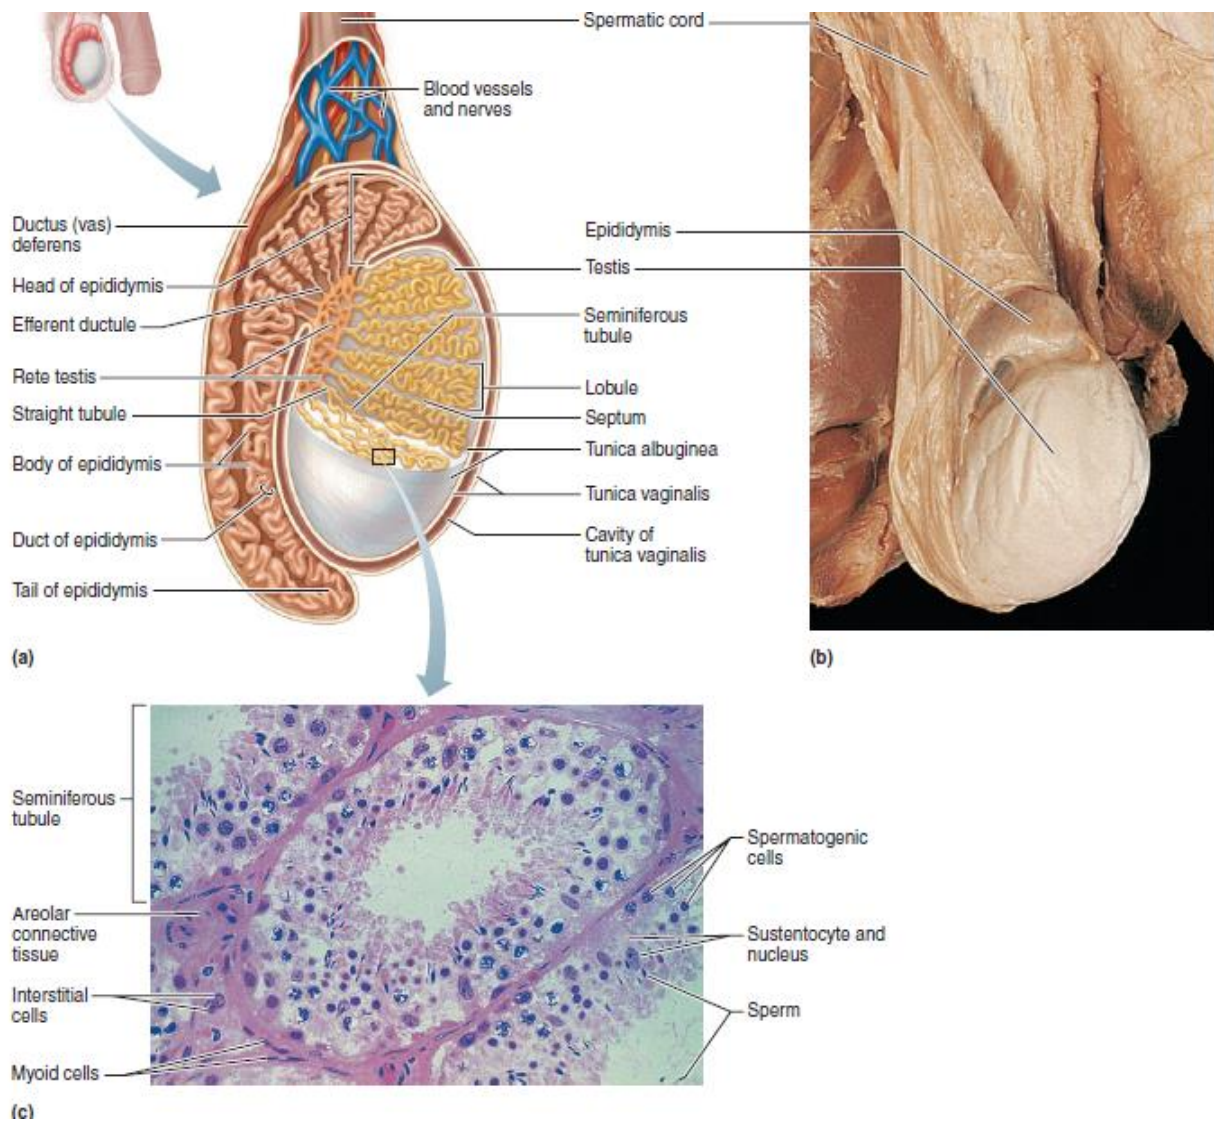 Spermatic cord
Blood vessels
and nerves
Ductus (vas)
deferens
Head of epididymis
Efferent ductule
Rete testis
Straight tubule
Body of epididymis
Duct of epididymis
Tail of epididymis
Epididymis
Testis
Seminiferous
tubule
Lobule
Septum
Tunica albuginea
Tunica vaginalis
Cavity of
tunica vaginalis
(a)
(b)
Seminiferous
tubule
Areolar
connective
tissue
Interstitial
cells
Myoid cells
Spermatogenic
cells
Sustentocyte and
nucleus
Sperm
(c)